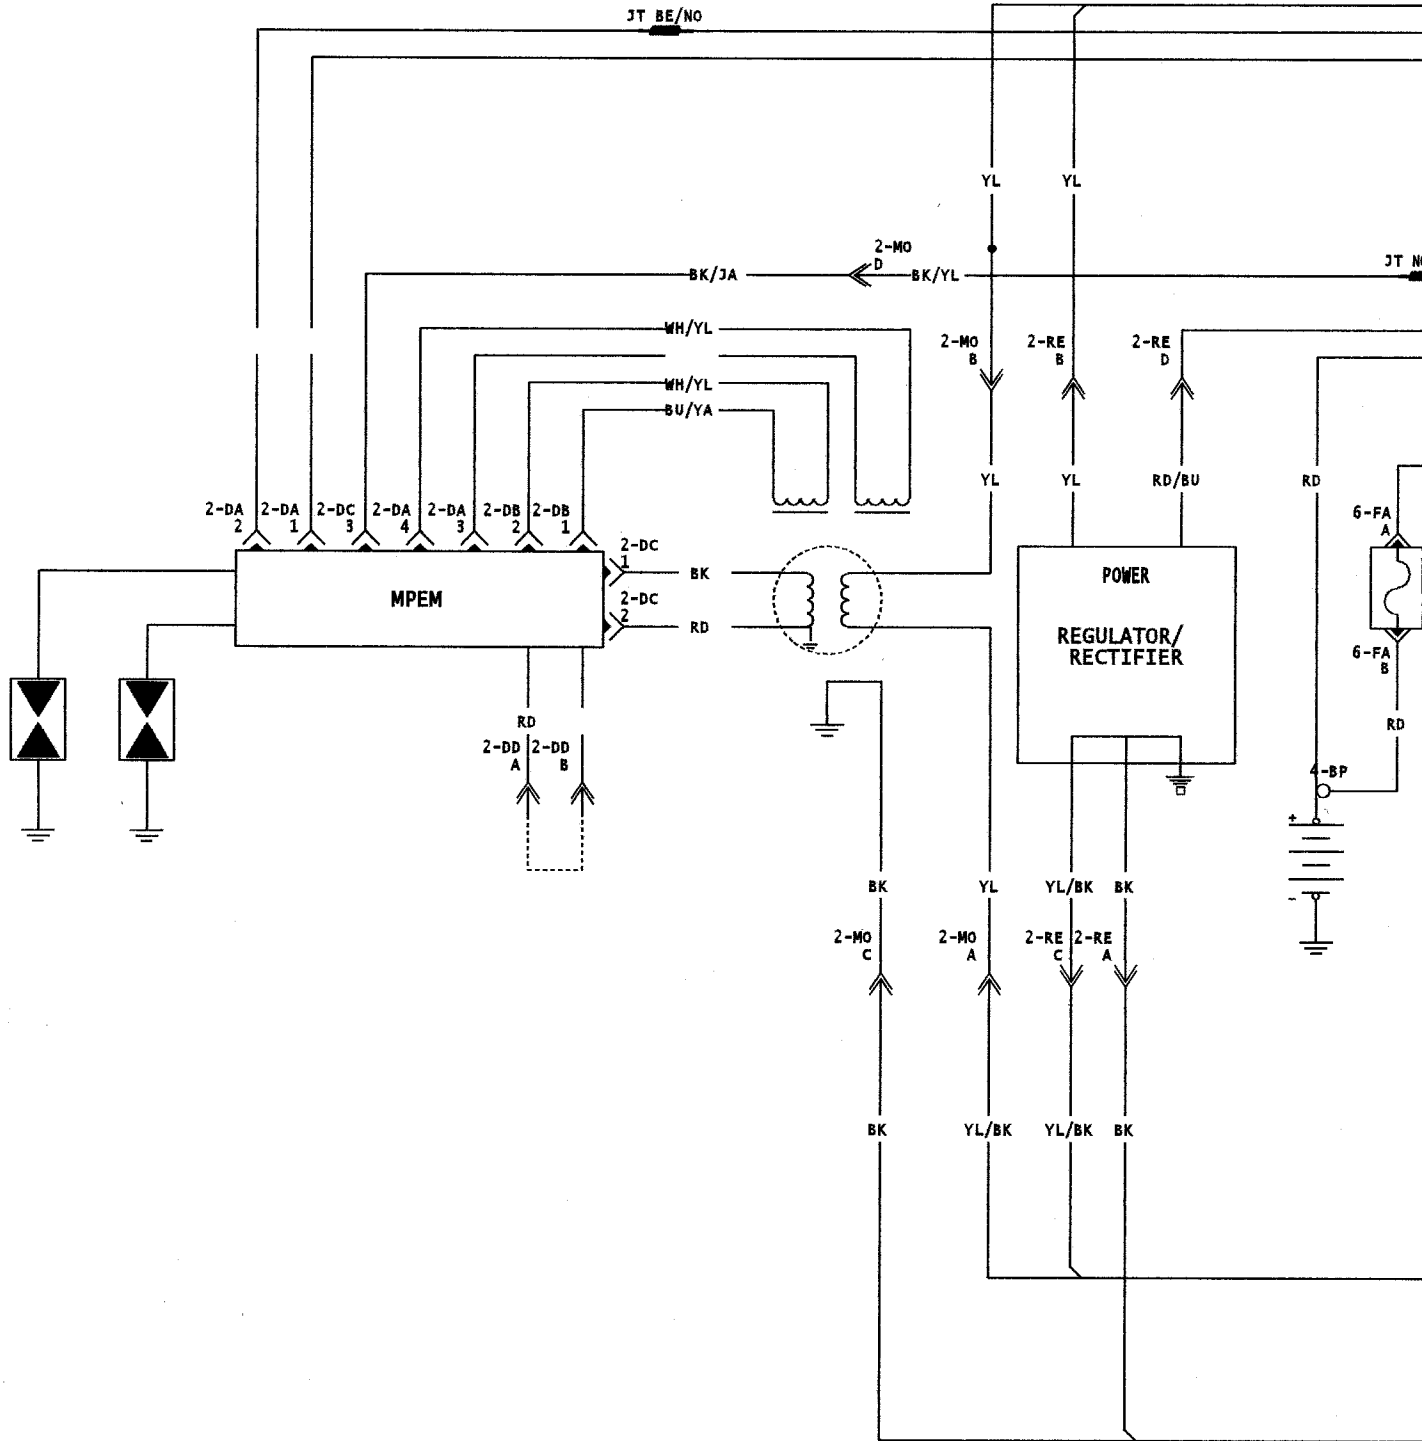 JT BE/NO
YL YL
2-MO
D
BK/JA BK/YL
JT NO
WH/YL
2-MO 2-RE 2-RE
B B D
WH/YL
BU/YA
YL YL RD/BU RD
2-DA 2-DA 2-DC 2-DA 2-DA 2-DB 2-DB
2 1 3 4 3 2 1
6-FA
A
2-DC
1
BK
POWER
MPEM
2-DC
2
RD
REGULATOR/
RECTIFIER
6-FA
B
RD
RD
2-DD 2-DD
A B
4-BP
+
-
BK YL YL/BK BK
2-MO 2-MO 2-RE 2-RE
C A C A
BK YL/BK YL/BK BK